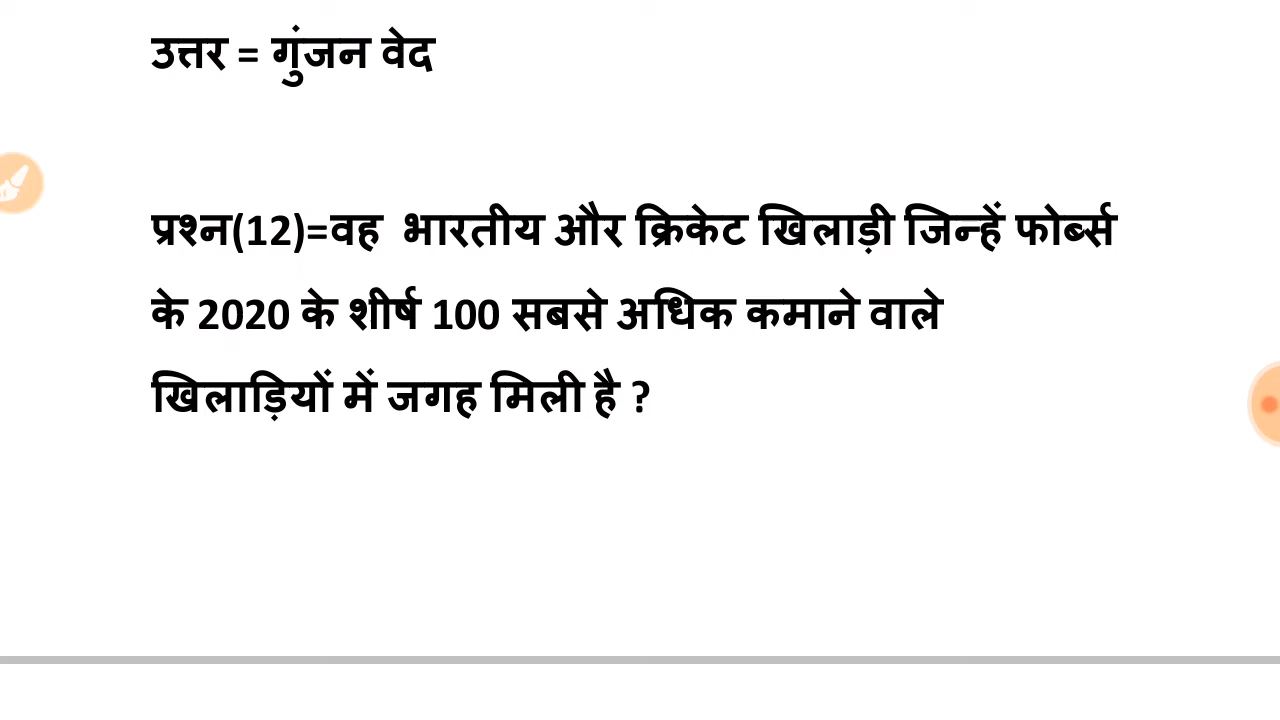 उत्तर = गुंजन वेद
प्रश्न(12)=वह भारतीय और क्रिकेट खिलाड़ी जिन्हें फोर्ब्स
के 2020 के शीर्ष 100 सबसे अधिक कमाने वाले
खिलाड़ियों में जगह मिली है ?